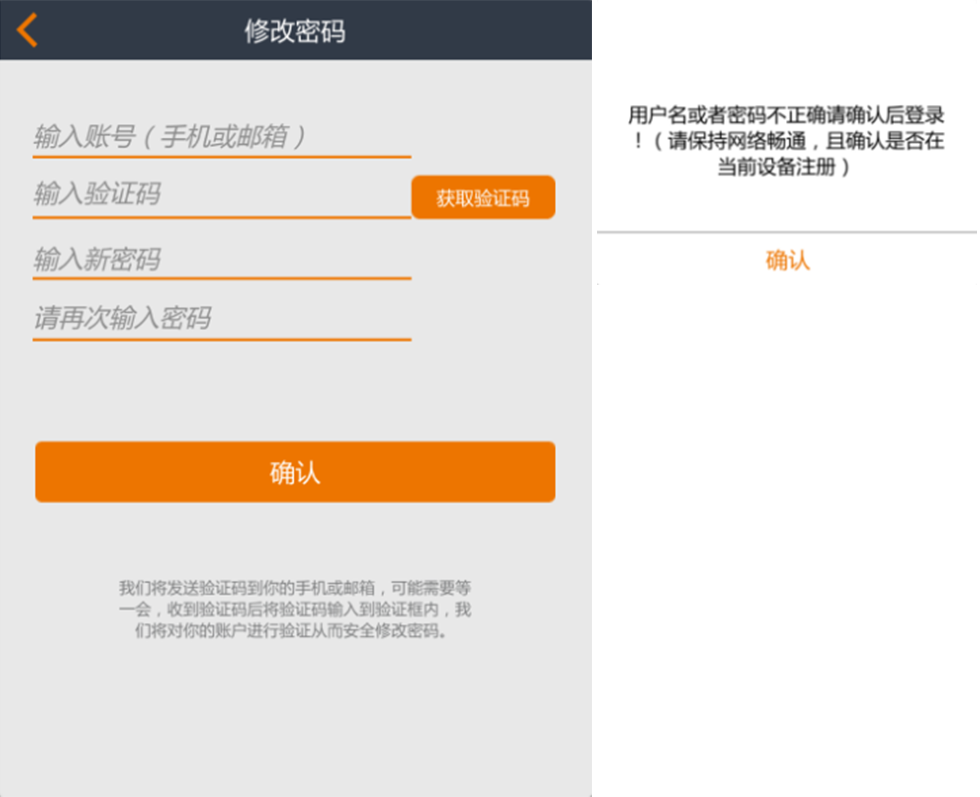 修改密码
输入账号（手机或邮箱）
输入验证码
获取验证码
输入新密码
请再次输入密码
确认
我们将发送验证码到你的手机或邮箱，可能需要等
一会，收到验证码后将验证码输入到验证框内，我
们将对你的账户进行验证从而安全修改密码。
用户名或者密码不正确请确认后登录
！（请保持网络畅通，且确认是否在
当前设备注册）
确认